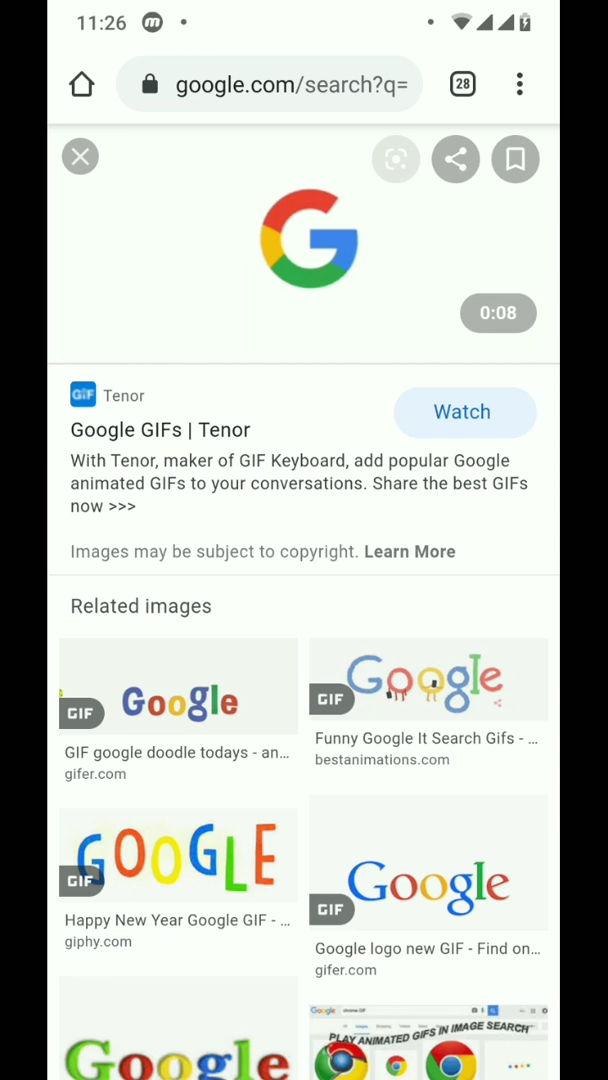 11:26
google.com/search?q=
28
0:08
GIF Tenor
Google GIFs | Tenor
Watch
With Tenor, maker of GIF Keyboard, add popular Google
animated GIFs to your conversations. Share the best GIFs
now >>>
Images may be subject to copyright. Learn More
Related images
Google
GIF
GIF google doodle todays - an...
gifer.com
Google
GIF
Funny Google It Search Gifs - ...
bestanimations.com
GOOGLE
GIF
Happy New Year Google GIF - ...
giphy.com
Google
GIF
Google logo new GIF - Find on...
gifer.com
Google
Google chrome GIF
PLAY ANIMATED GIFS IN IMAGE SEARCH